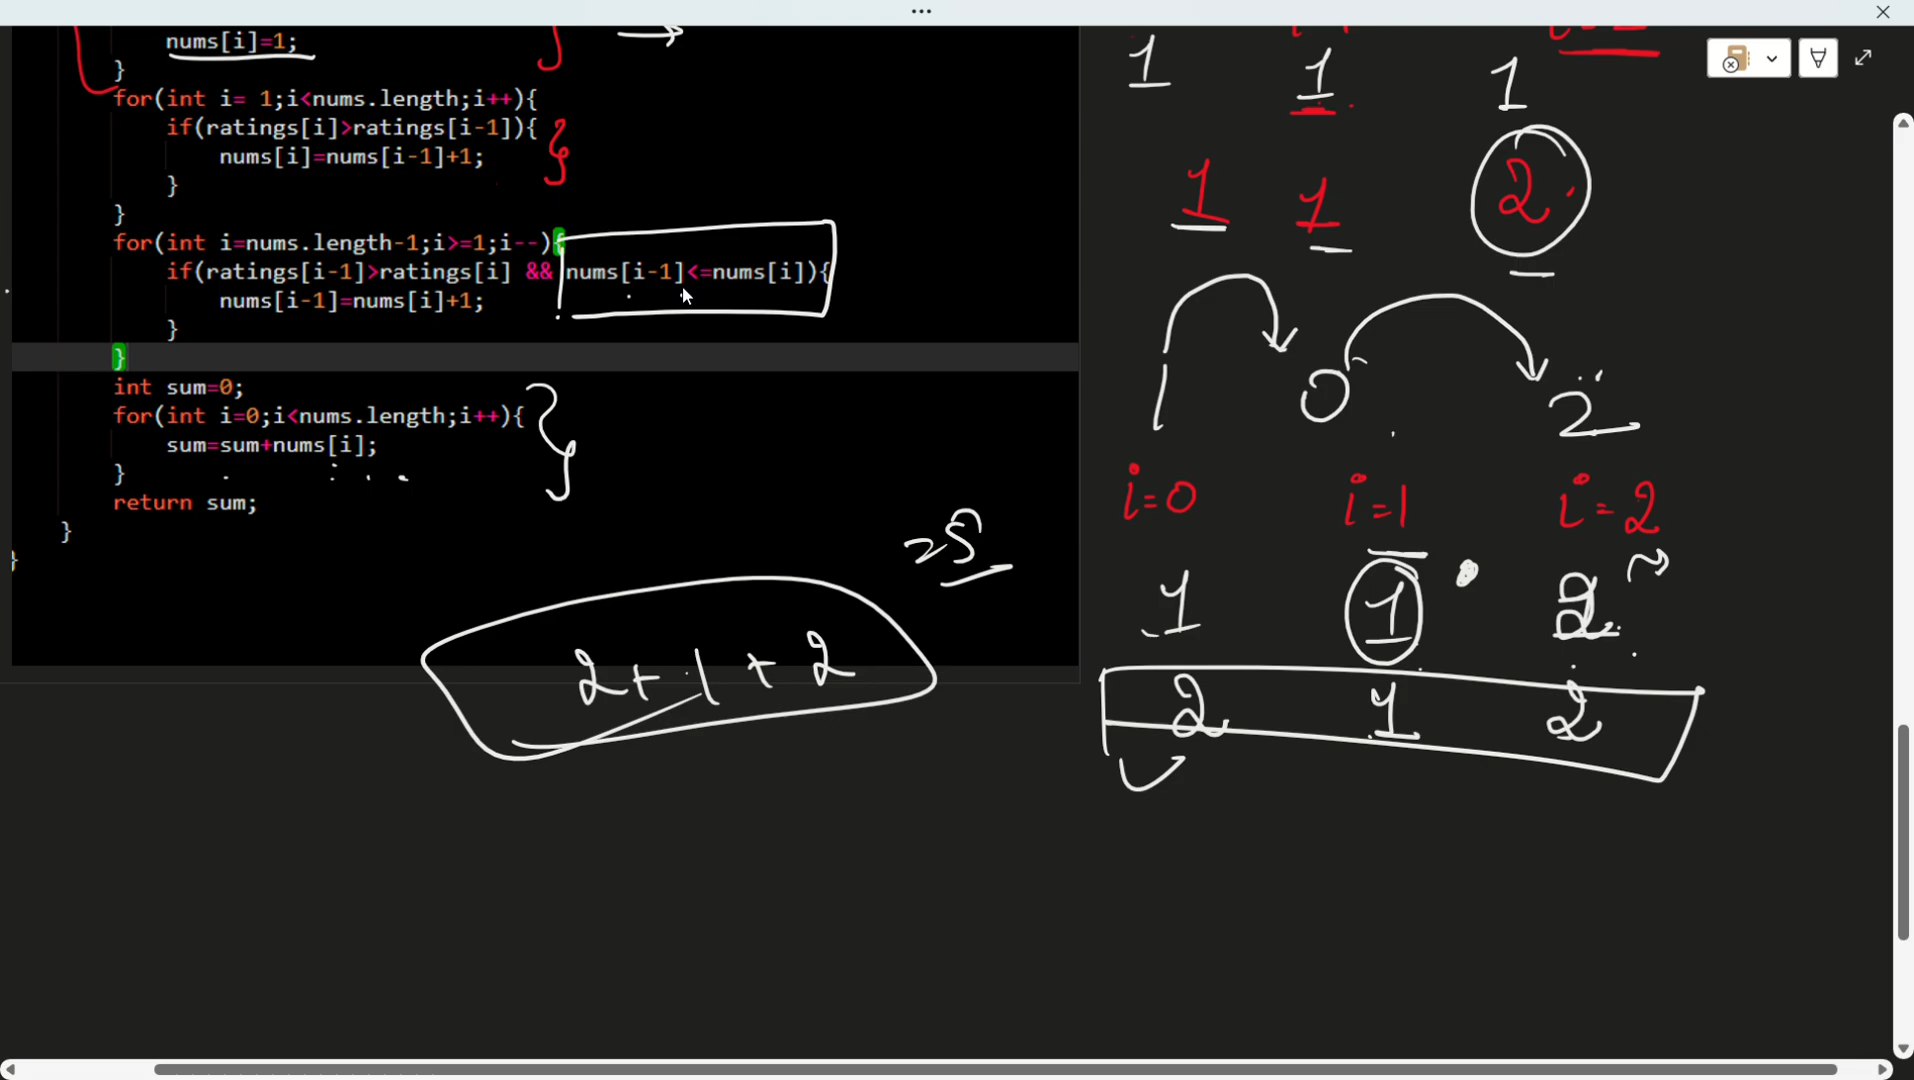 nums[i]=1;
}
for(int i= 1;i<nums.length;i++){
if(ratings[i]>ratings[i-1]){
nums[i]=nums[i-1]+1;
}
}
for(int i=nums.length-1;i>=1;i--){
if(ratings[i-1]>ratings[i] && nums[i-1]<=nums[i]){
nums[i-1]=nums[i]+1;
}
}
int sum=0;
for(int i=0;i<nums.length;i++){
sum=sum+nums[i];
}
return sum;
}
}
2+1+2
1 1 1
1 1 2
1 0 2
i=0 i=1 i=2
1 1 2
2 1 2